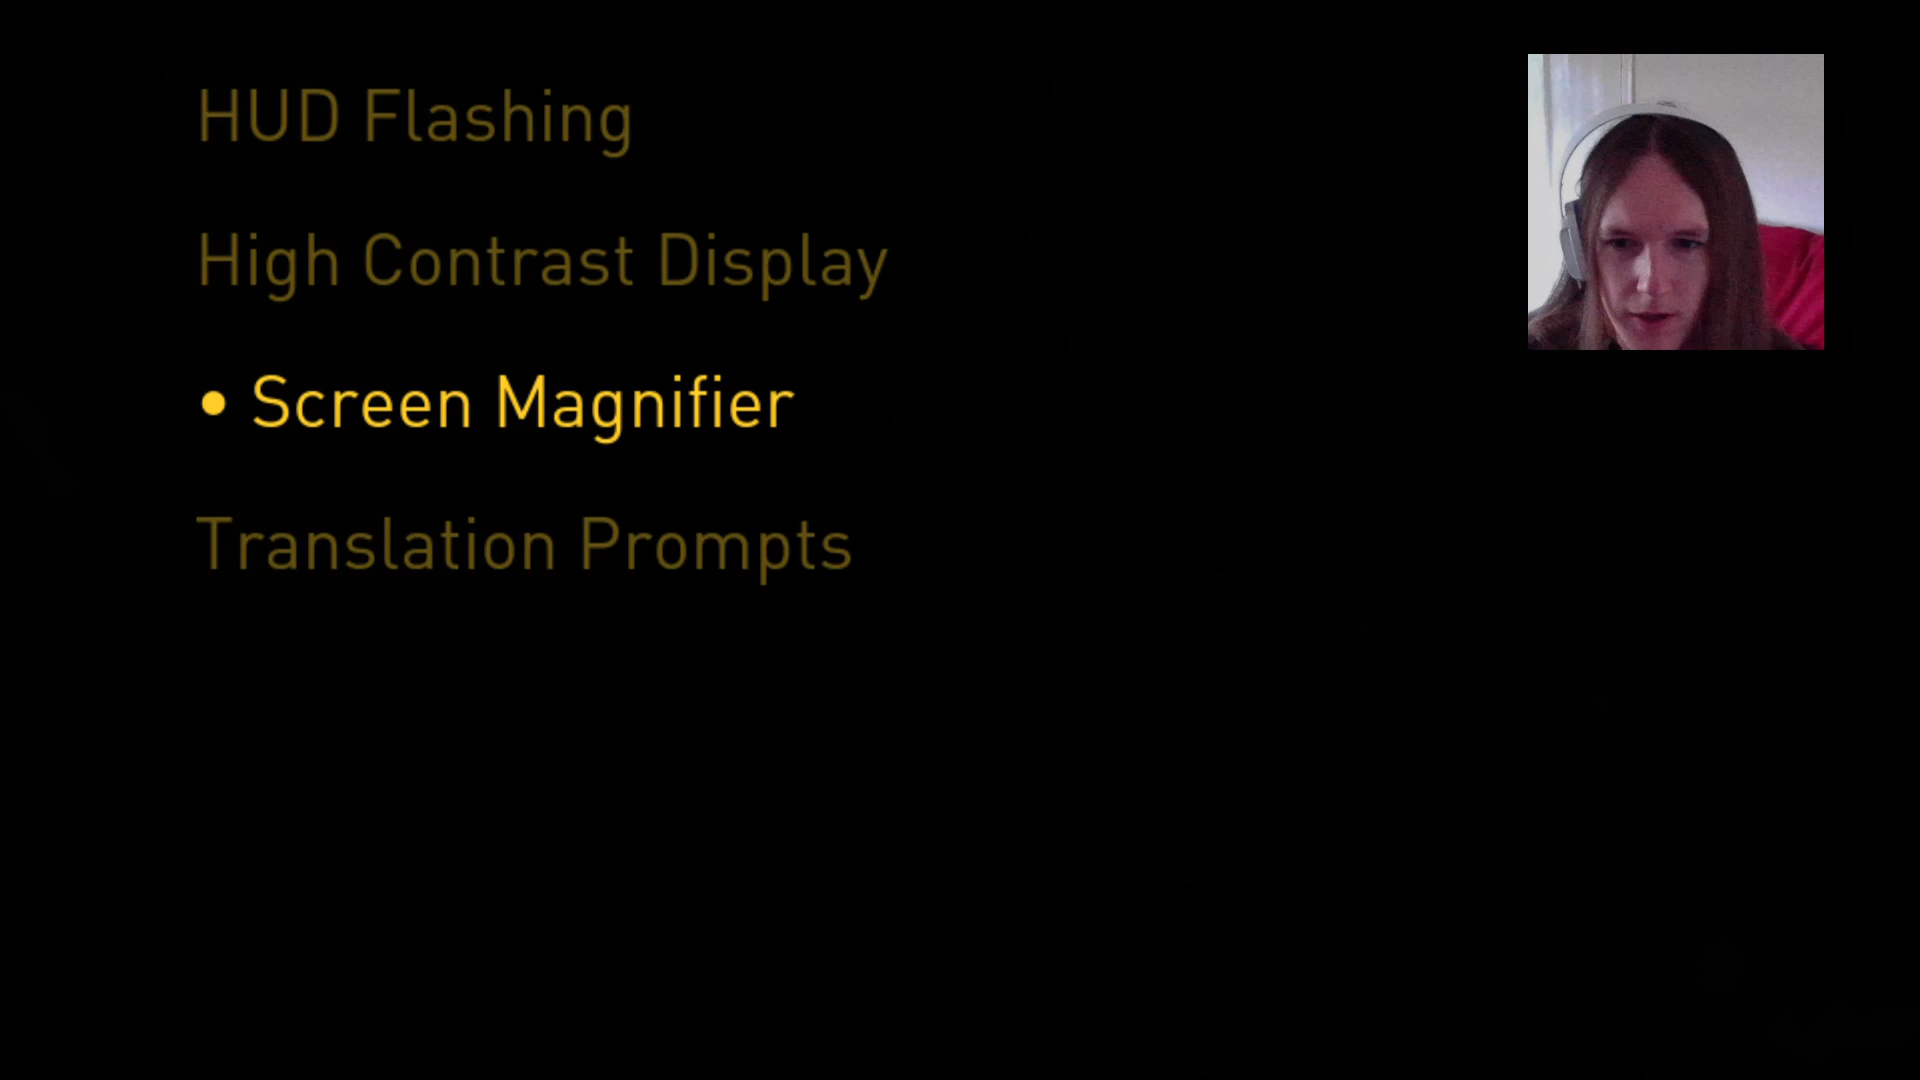 HUD Flashing
High Contrast Display
• Screen Magnifier
Translation Prompts